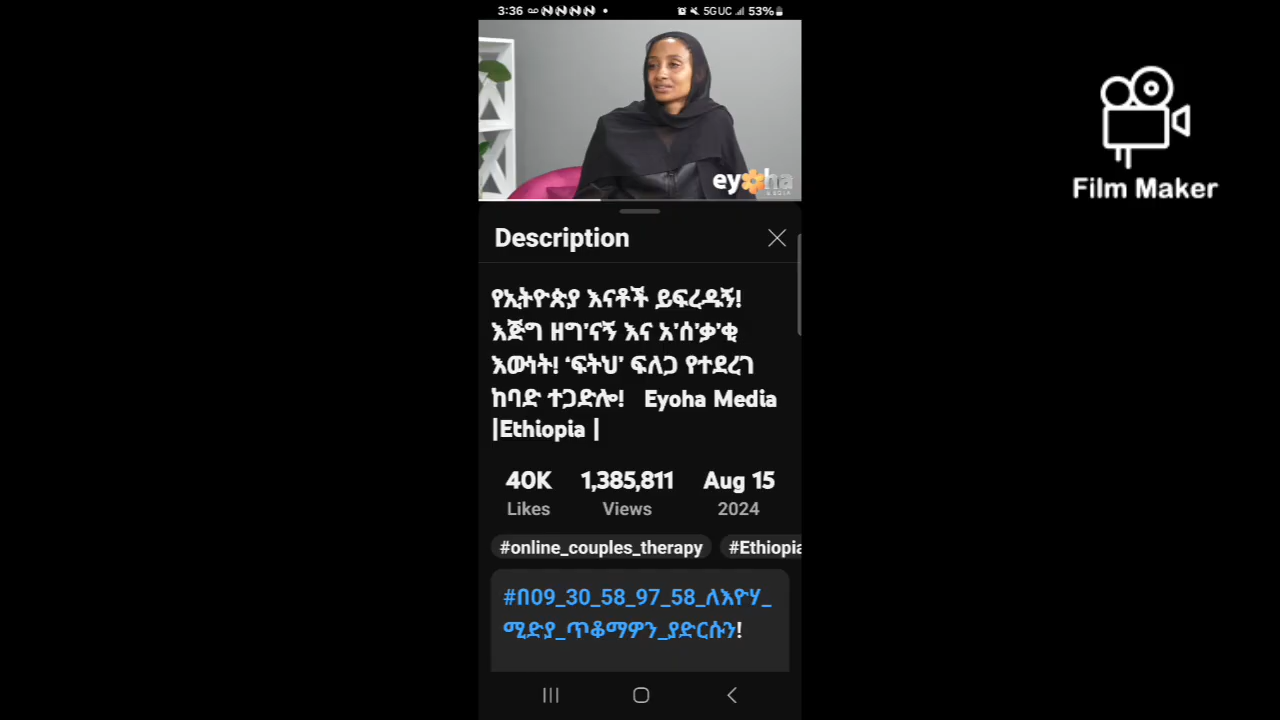 3:36
5GUC 53%
eyoha
Description
የኢትዮጵያ እናቶች ይፍረዱኝ!
እጅግ ዘግ'ናኝ እና አ'ሰ'ቃ'ቂ
እውነት! ‘ፍትህ’ ፍለጋ የተደረገ
ከባድ ተጋድሎ! Eyoha Media
|Ethiopia |
40K 1,385,811 Aug 15
Likes Views 2024
#online_couples_therapy #Ethiopia
#በ09_30_58_97_58_ለእዮሃ_
ሚድያ_ጥቆማዎን_ያድርሱን!
Film Maker